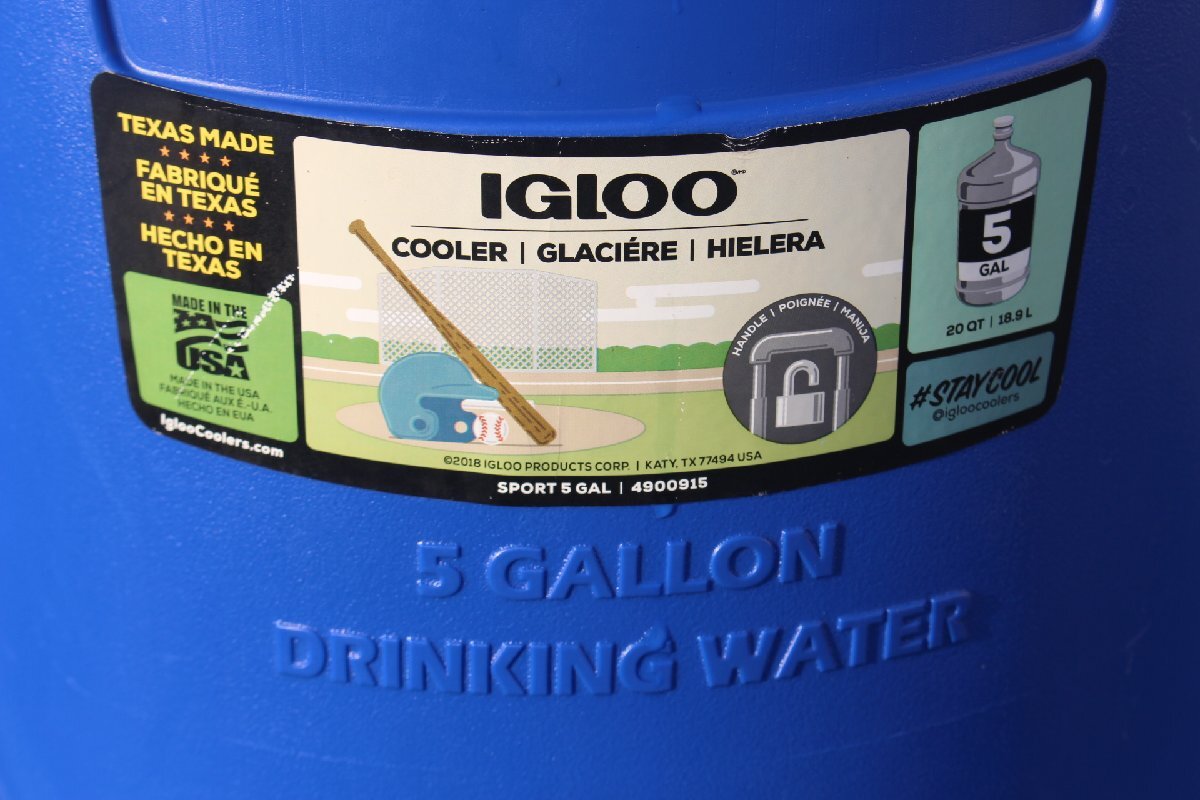 TEXAS MADE
FABRIQUÉ
EN TEXAS
HECHO EN
TEXAS
MADE IN THE
USA
MADE IN THE USA
FABRIQUÉ AUX É.-U.A.
HECHO EN EUA
IglooCoolers.com
IGLOO
COOLER | GLACIÉRE | HIELERA
HANDLE | POIGNÉE | MANIJA
©2018 IGLOO PRODUCTS CORP. | KATY, TX 77494 USA
SPORT 5 GAL | 4900915
5
GAL
20 QT | 18.9 L
#STAYCOOL
@igloocoolers
5 GALLON
DRINKING WATER